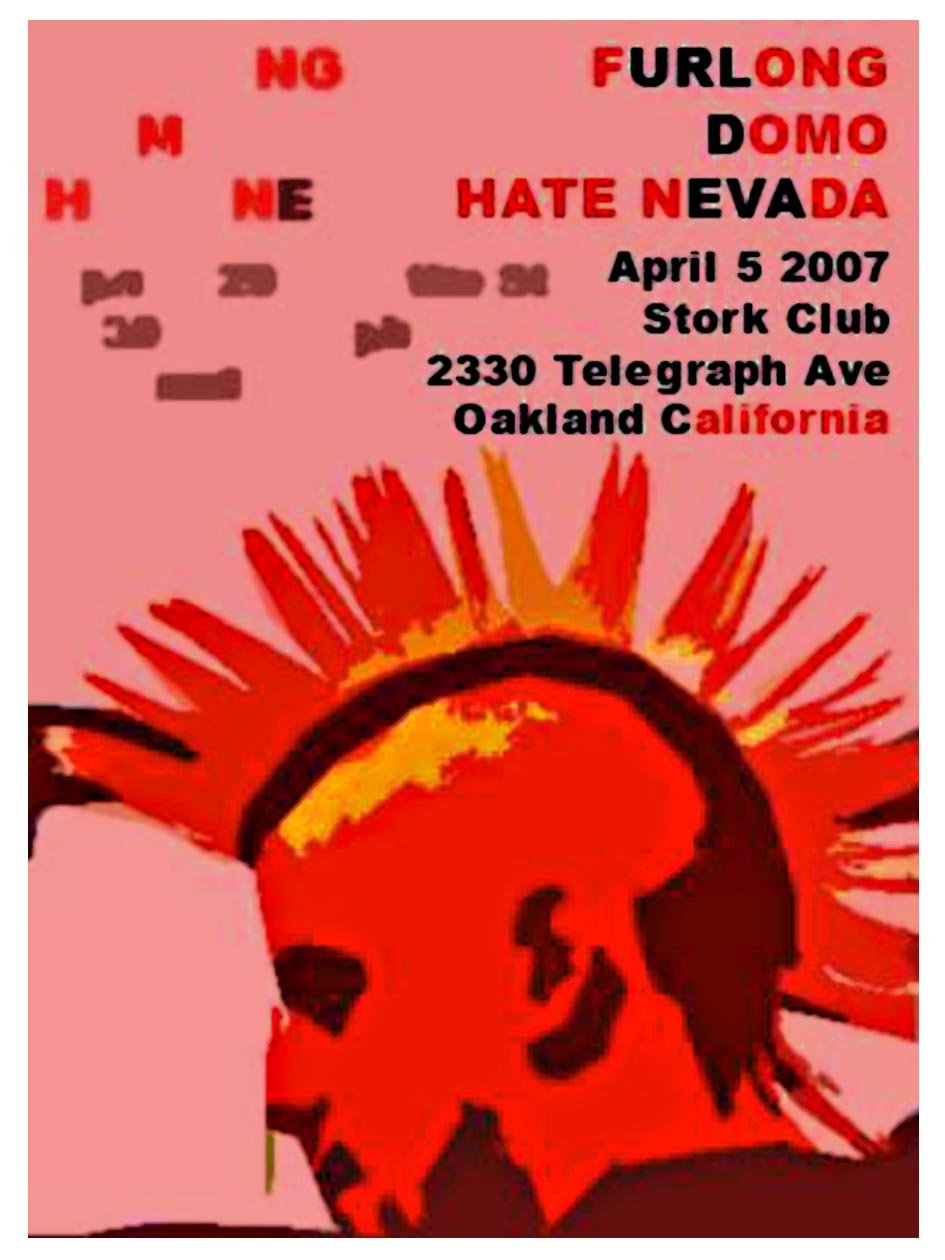 NG FURLONG
M DOMO
H NE HATE NEVADA
April 5 2007
Stork Club
2330 Telegraph Ave
Oakland California